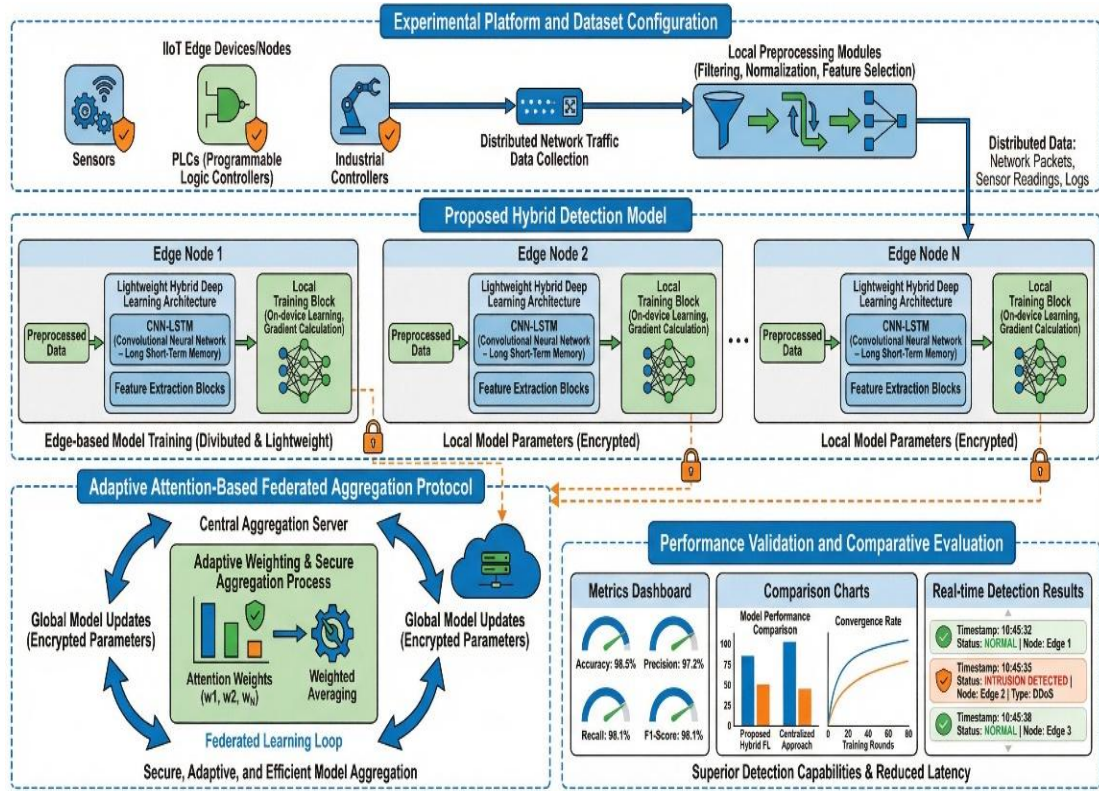 Experimental Platform and Dataset Configuration
IIoT Edge Devices/Nodes
Sensors
PLCs (Programmable
Logic Controllers)
Industrial
Controllers
Distributed Network Traffic
Data Collection
Local Preprocessing Modules
(Filtering, Normalization, Feature Selection)
Distributed Data:
Network Packets,
Sensor Readings, Logs
Proposed Hybrid Detection Model
Edge Node 1
Preprocessed
Data
Lightweight Hybrid Deep
Learning Architecture
CNN-LSTM
(Convolutional Neural Network
– Long Short-Term Memory)
Feature Extraction Blocks
Local
Training Block
(On-device Learning,
Gradient Calculation)
Edge-based Model Training (Divibuted & Lightweight)
Edge Node 2
Preprocessed
Data
Lightweight Hybrid Deep
Learning Architecture
CNN-LSTM
(Convolutional Neural Network
– Long Short-Term Memory)
Feature Extraction Blocks
Local
Training Block
(On-device Learning,
Gradient Calculation)
Local Model Parameters (Encrypted)
...
Edge Node N
Preprocessed
Data
Lightweight Hybrid Deep
Learning Architecture
CNN-LSTM
(Convolutional Neural Network
– Long Short-Term Memory)
Feature Extraction Blocks
Local
Training Block
(On-device Learning,
Gradient Calculation)
Local Model Parameters (Encrypted)
Adaptive Attention-Based Federated Aggregation Protocol
Central Aggregation Server
Global Model Updates
(Encrypted Parameters)
Adaptive Weighting & Secure
Aggregation Process
Attention Weights
(w1, w2, wN)
Weighted
Averaging
Global Model Updates
(Encrypted Parameters)
Federated Learning Loop
Secure, Adaptive, and Efficient Model Aggregation
Performance Validation and Comparative Evaluation
Metrics Dashboard
Accuracy: 98.5%
Precision: 97.2%
Recall: 98.1%
F1-Score: 98.1%
Comparison Charts
Model Performance
Comparison
100
75
50
25
0
Proposed
Hybrid FL
Centralized
Approach
Convergence Rate
0 20 40 60 80
Training Rounds
Real-time Detection Results
Timestamp: 10:45:32
Status: NORMAL | Node: Edge 1
Timestamp: 10:45:35
Status: INTRUSION DETECTED |
Node: Edge 2 | Type: DDoS
Timestamp: 10:45:38
Status: NORMAL | Node: Edge 3
Superior Detection Capabilities & Reduced Latency